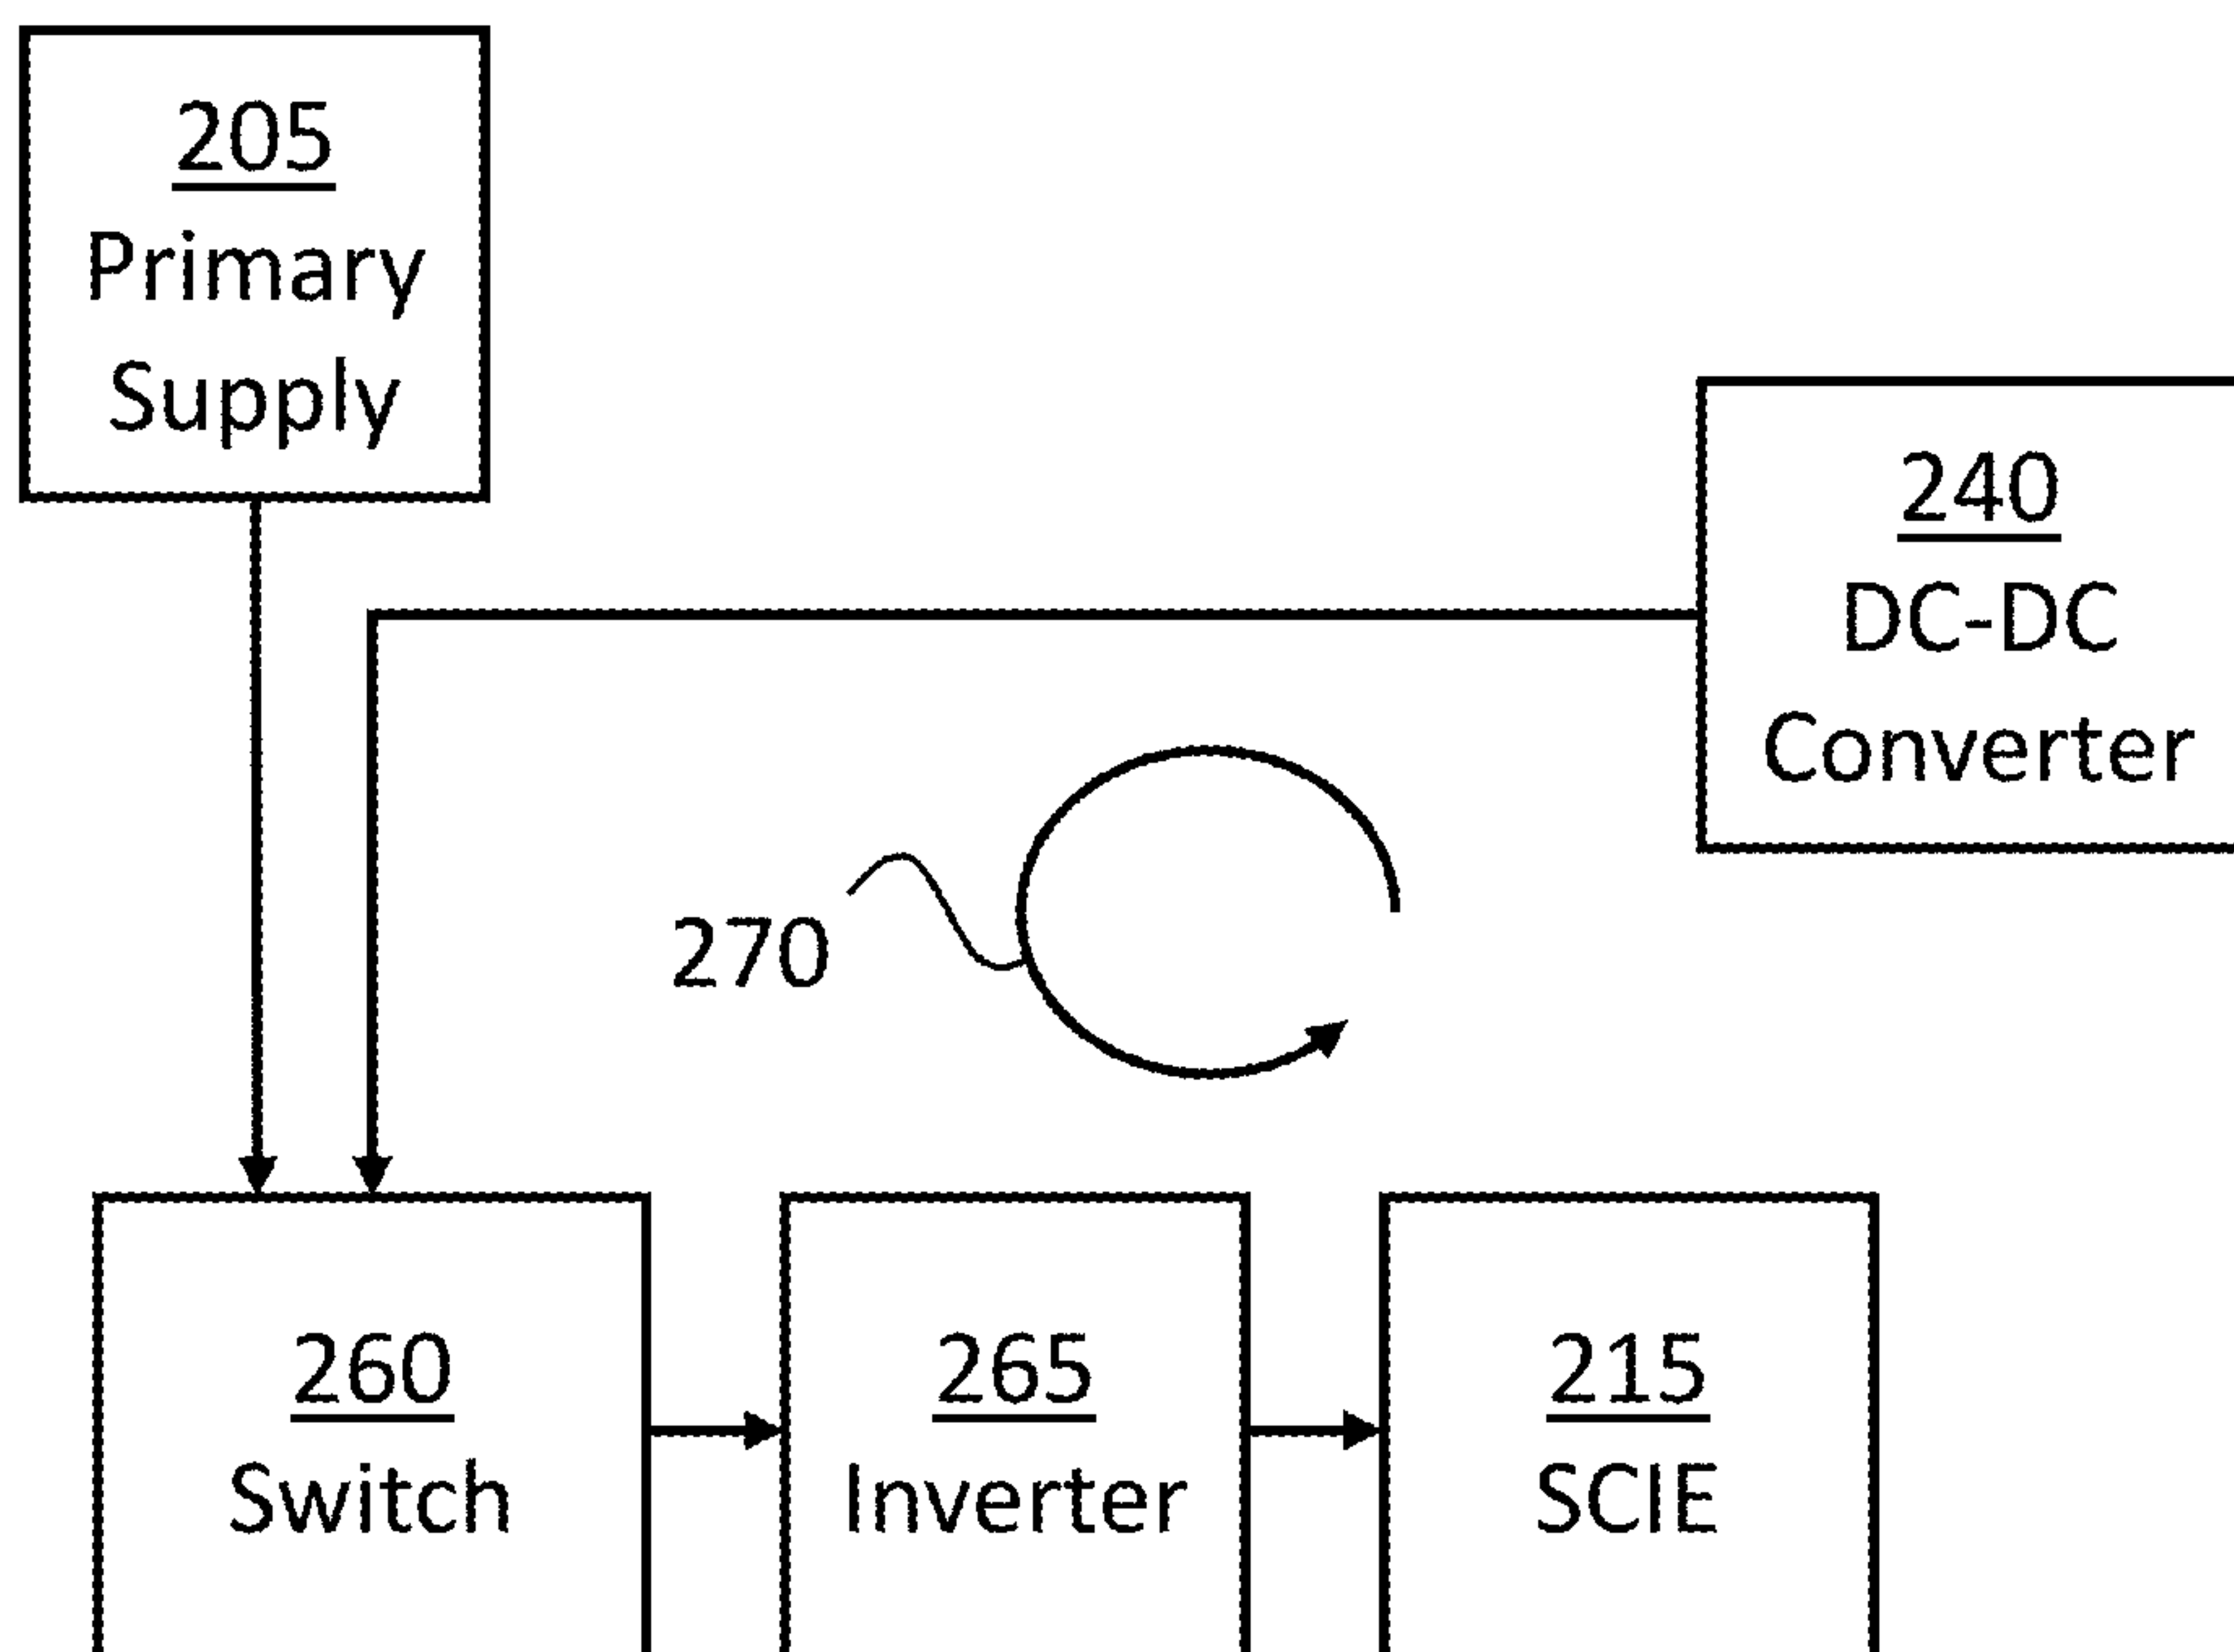 205
Primary
Supply
240
DC-DC
Converter
270
260
Switch
265
Inverter
215
SCIE